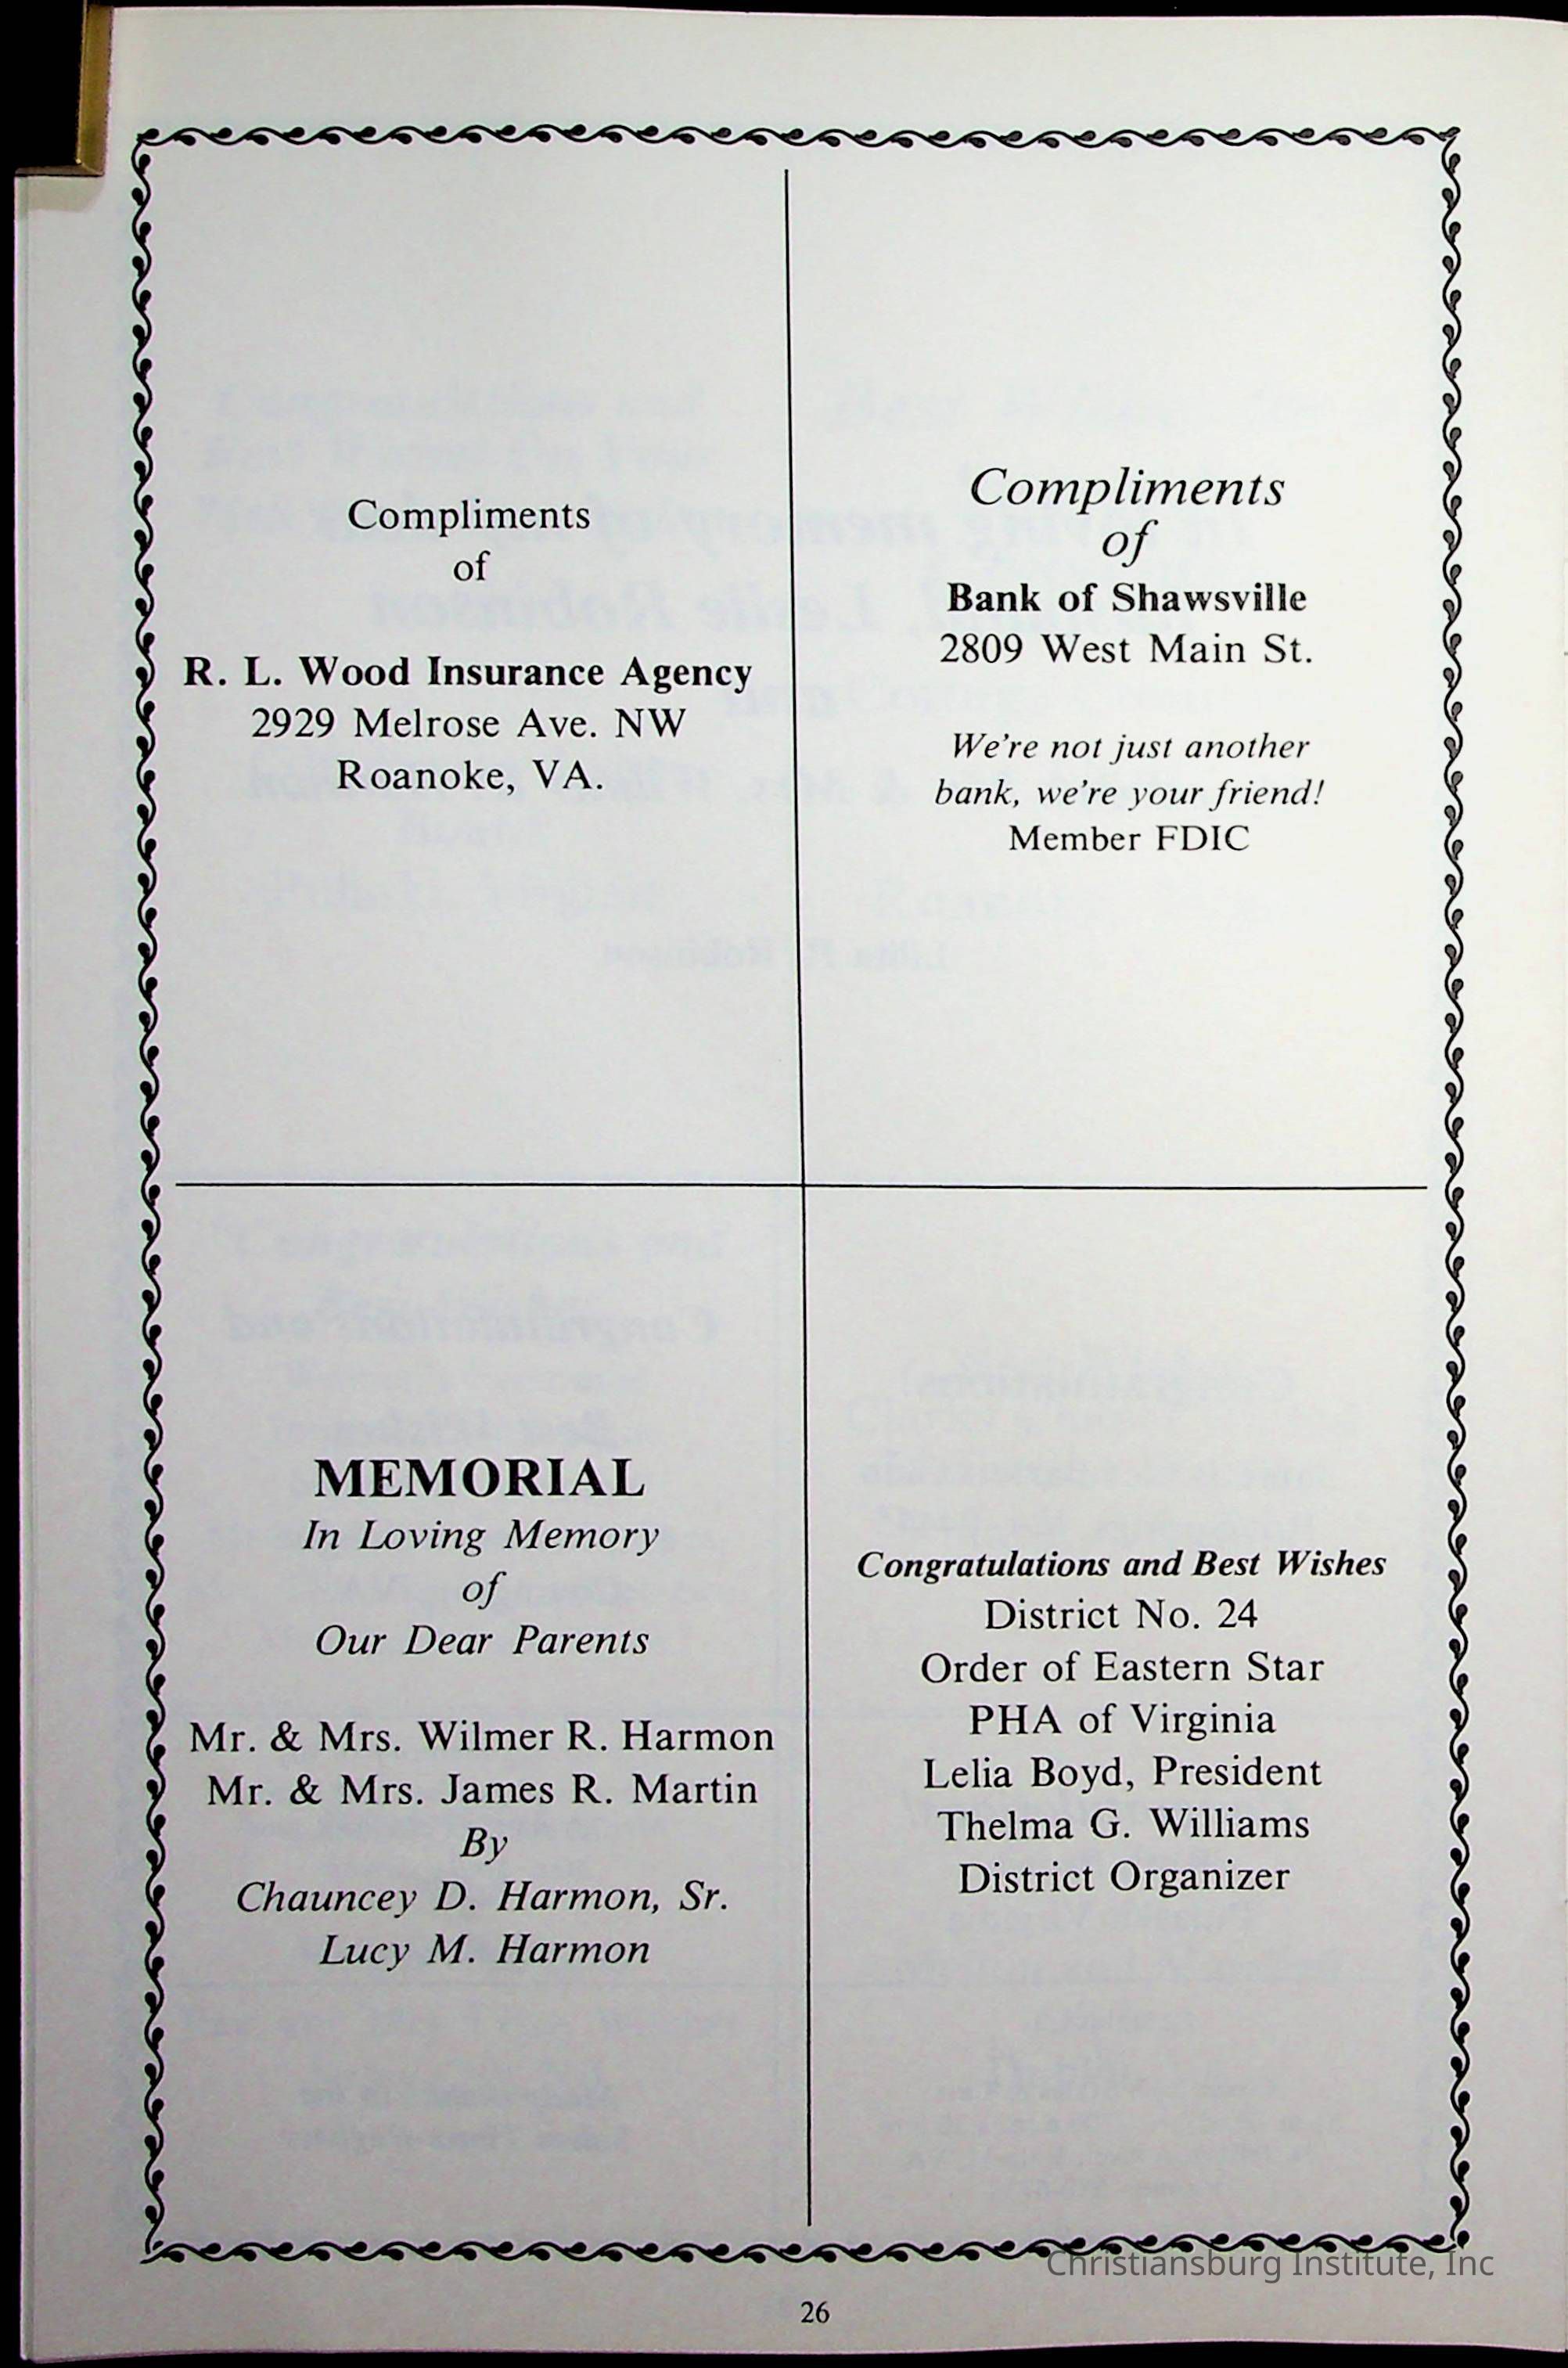 Compliments
of
R. L. Wood Insurance Agency
2929 Melrose Ave. NW
Roanoke, VA.
Compliments
of
Bank of Shawsville
2809 West Main St.
We're not just another
bank, we're your friend!
Member FDIC
MEMORIAL
In Loving Memory
of
Our Dear Parents
Mr. & Mrs. Wilmer R. Harmon
Mr. & Mrs. James R. Martin
By
Chauncey D. Harmon, Sr.
Lucy M. Harmon
Congratulations and Best Wishes
District No. 24
Order of Eastern Star
PHA of Virginia
Lelia Boyd, President
Thelma G. Williams
District Organizer
Christiansburg Institute, Inc
26